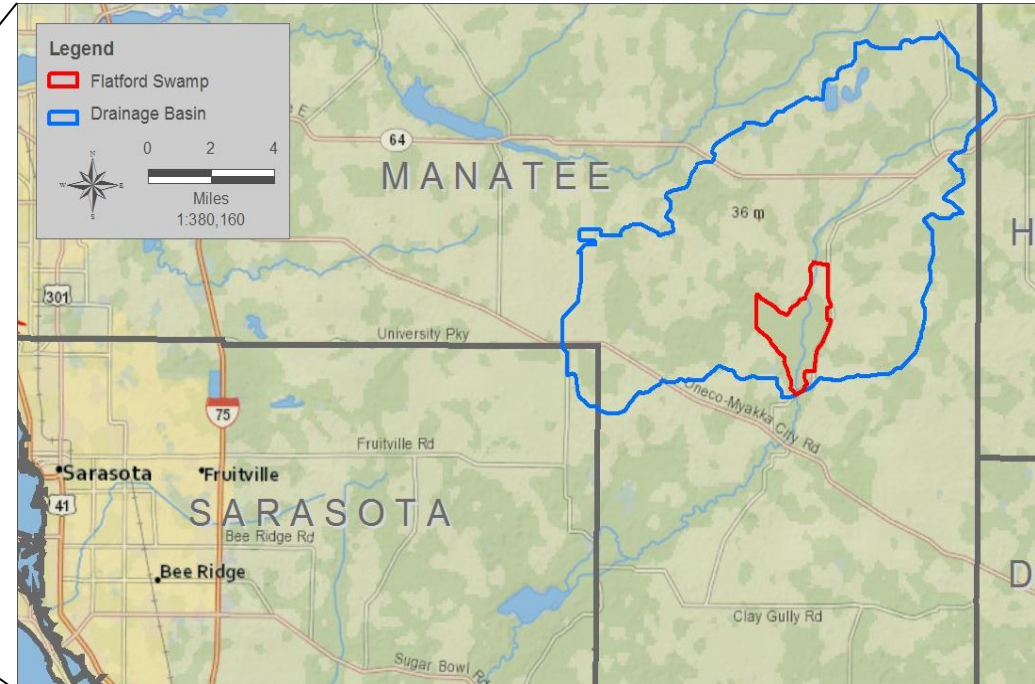 Legend
Flatford Swamp
Drainage Basin
N
W
E
S
0 2 4
Miles
1:380,160
e E
64
MANATEE
36 m
H
301
University Pky
Oneco-Myakka City Rd
75
Fruitville Rd
Sarasota
Fruitville
41
SARASOTA
Bee Ridge Rd
Bee Ridge
D
Clay Gully Rd
Sugar Bowl Rd